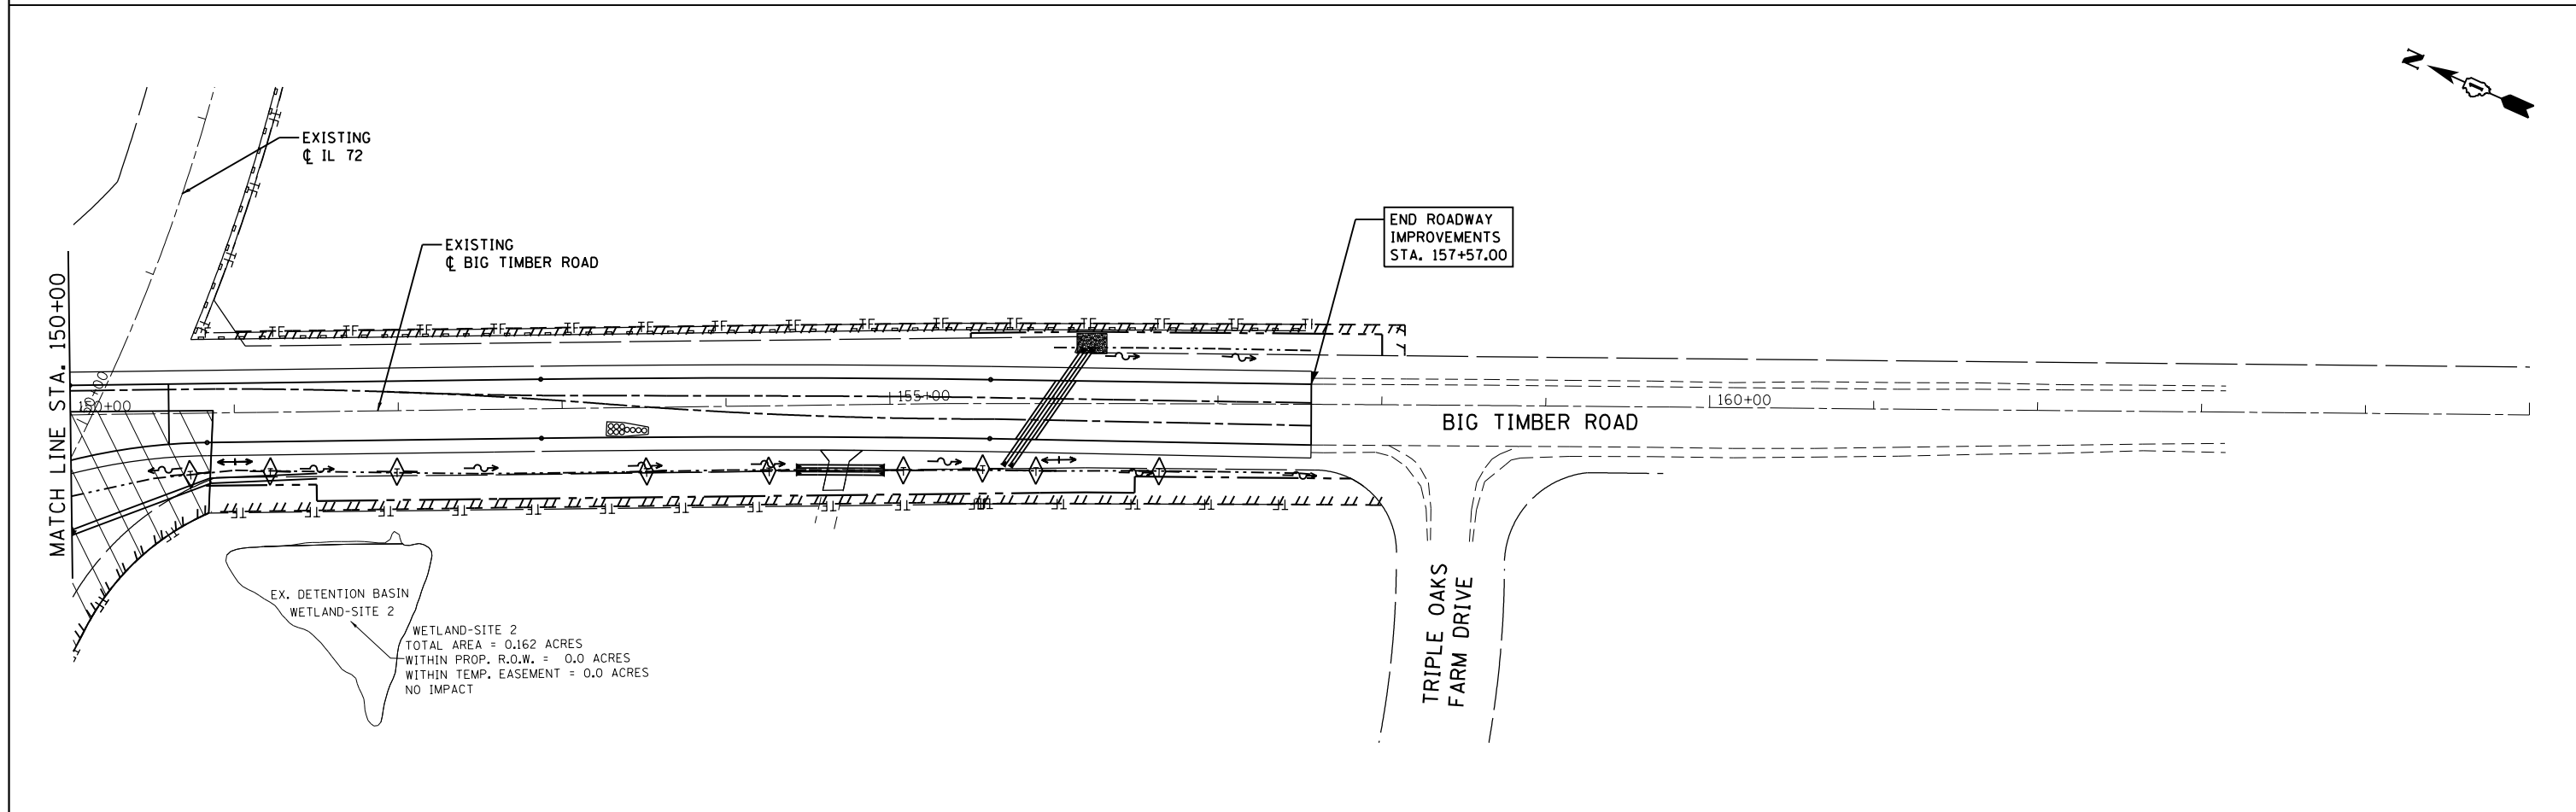 N
EXISTING
℄ IL 72
EXISTING
℄ BIG TIMBER ROAD
END ROADWAY
IMPROVEMENTS
STA. 157+57.00
MATCH LINE STA. 150+00
150+00
155+00
160+00
BIG TIMBER ROAD
TRIPLE OAKS
FARM DRIVE
EX. DETENTION BASIN
WETLAND-SITE 2
WETLAND-SITE 2
TOTAL AREA = 0.162 ACRES
WITHIN PROP. R.O.W. = 0.0 ACRES
WITHIN TEMP. EASEMENT = 0.0 ACRES
NO IMPACT